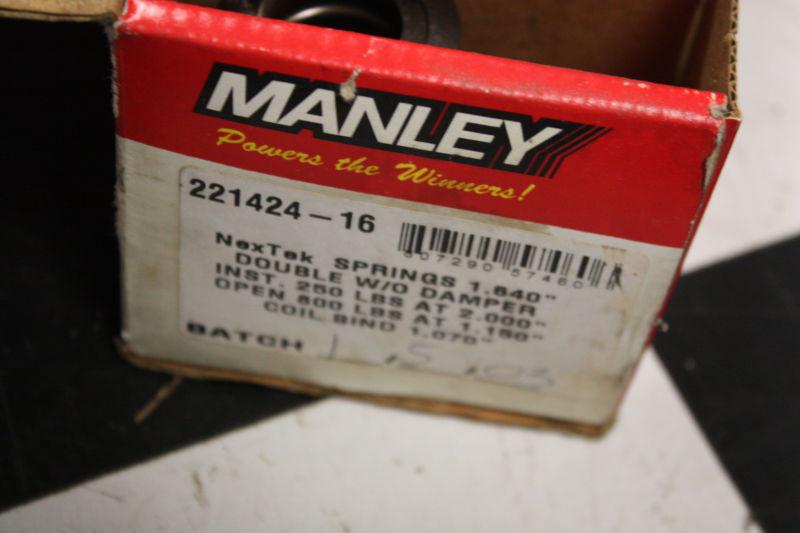 MANLEY
Powers the Winners!
221424-16
NexTek SPRINGS 1.640"
DOUBLE W/O DAMPER
INST. 250 LBS AT 2.000"
OPEN 800 LBS AT 1.150"
COIL BIND 1.070"
BATCH